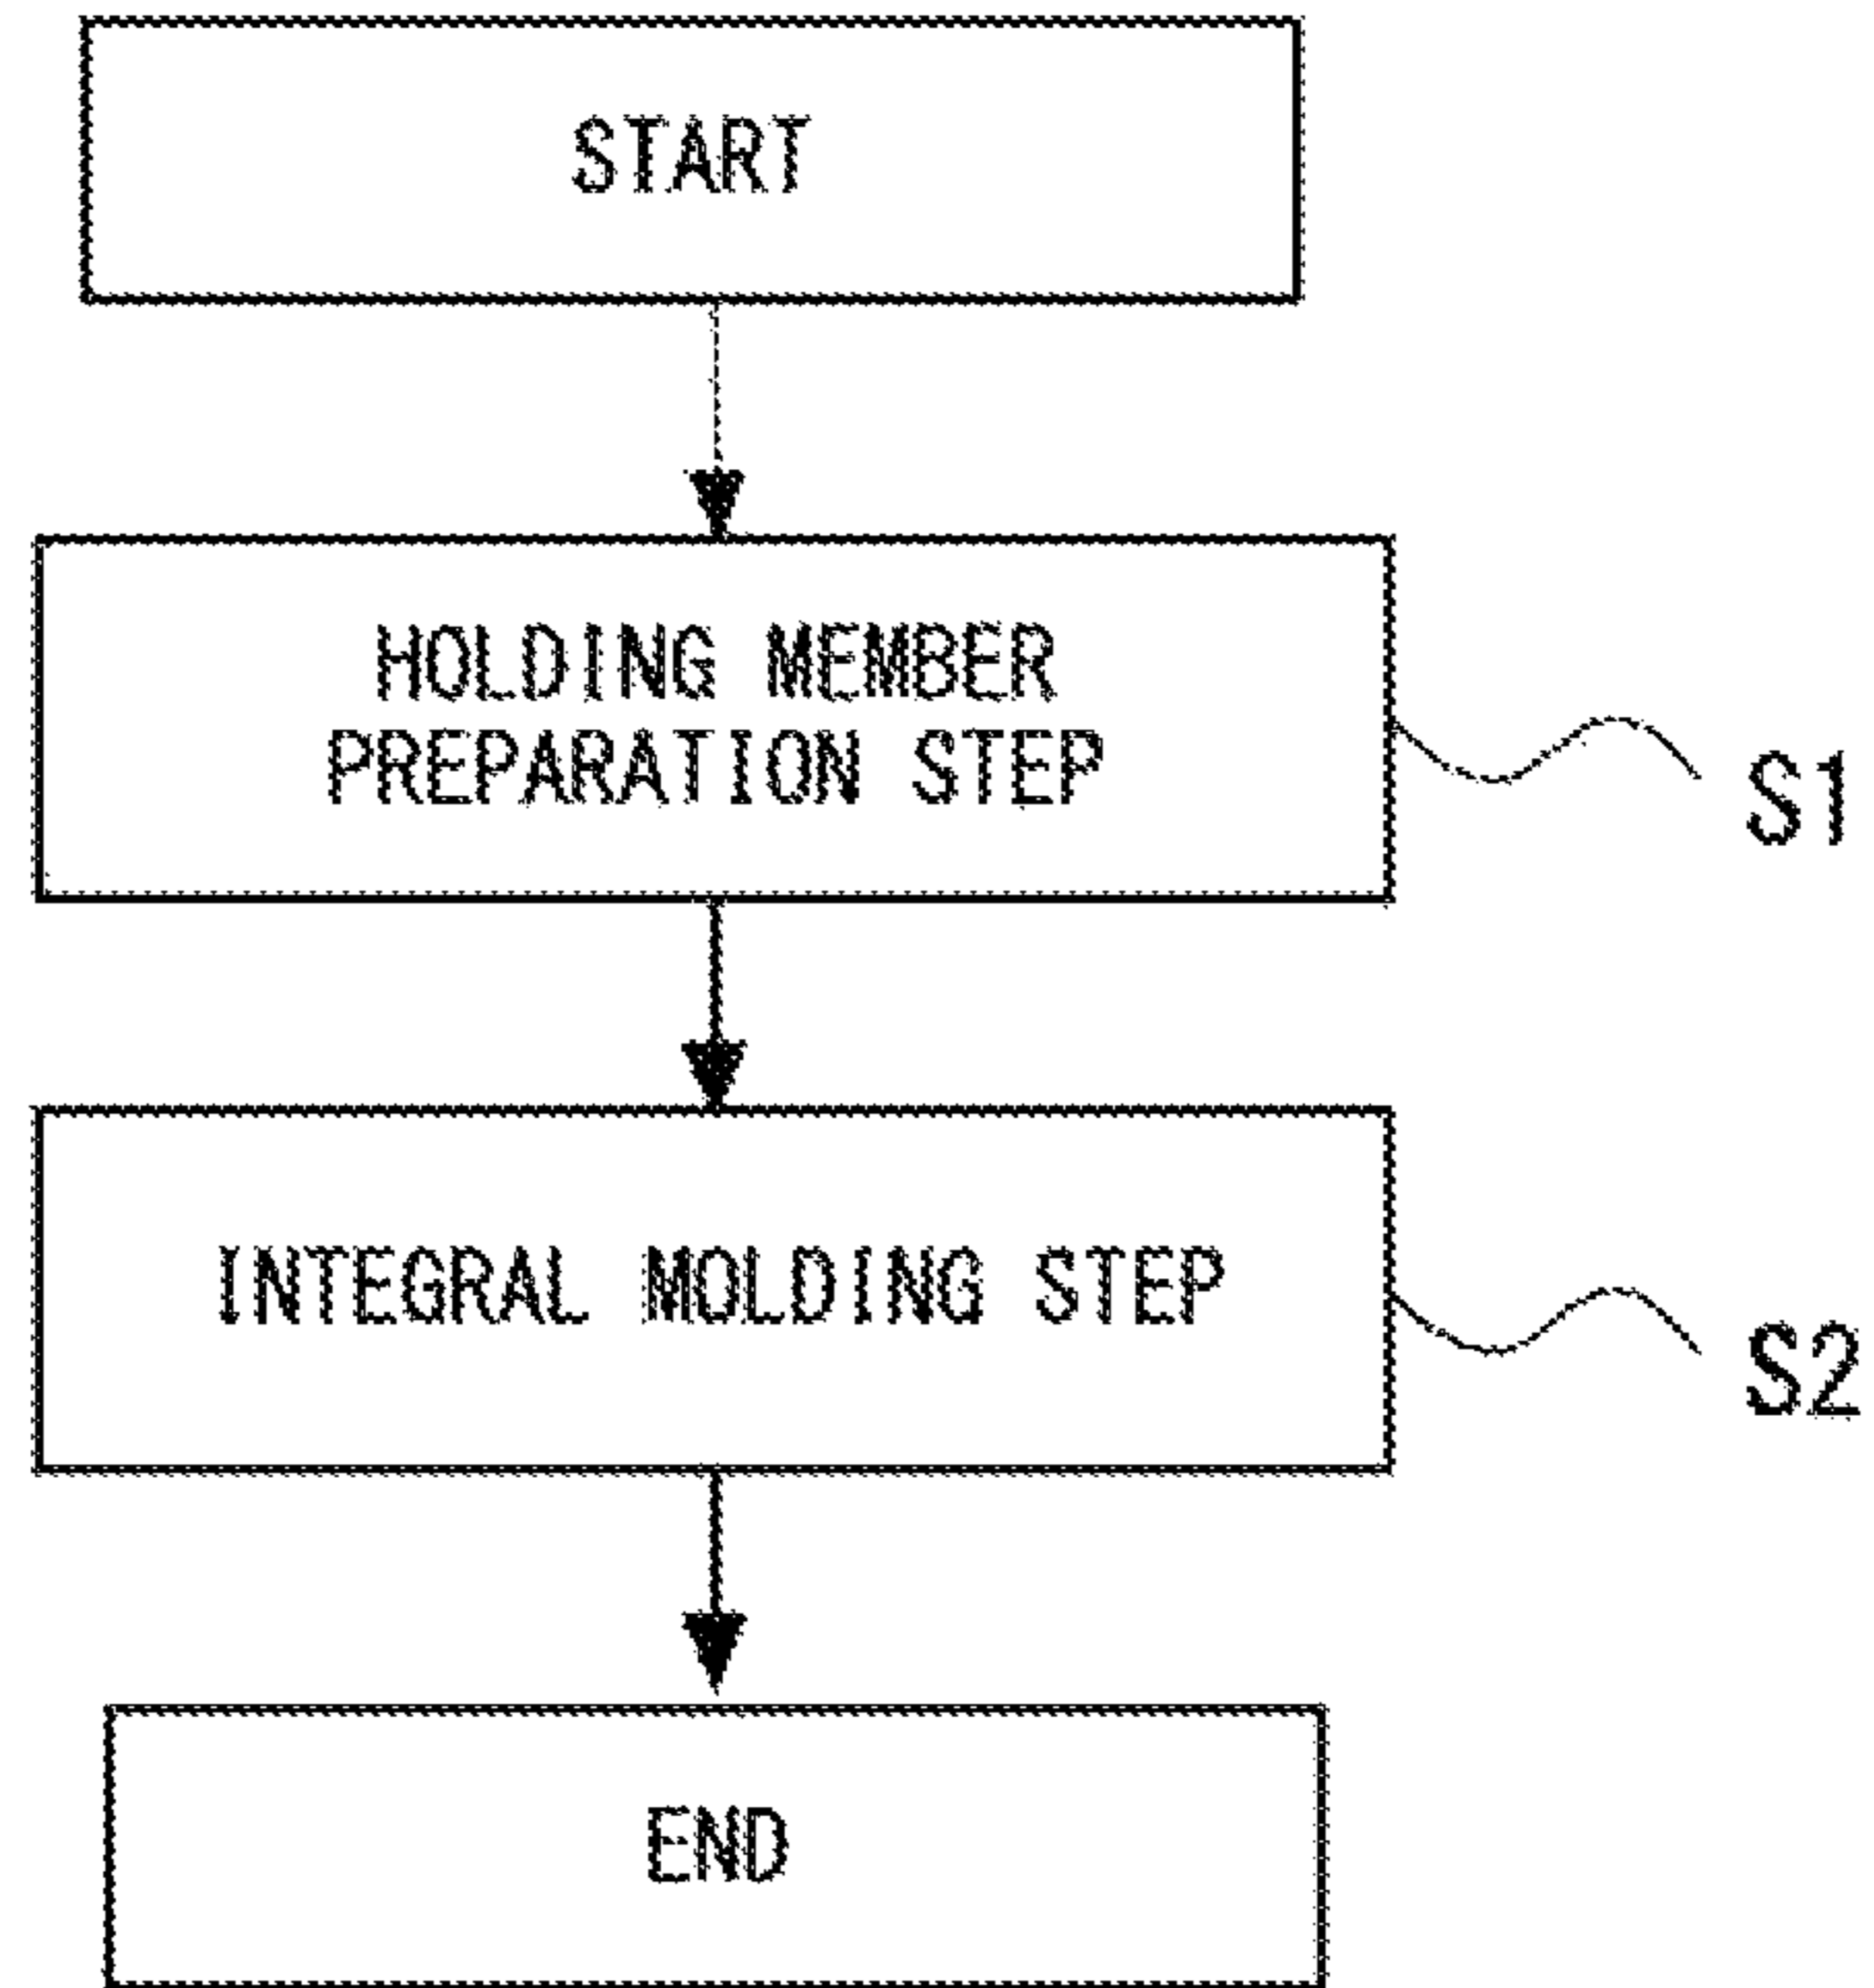 START
HOLDING MEMBER
PREPARATION STEP
S1
INTEGRAL MOLDING STEP
S2
END